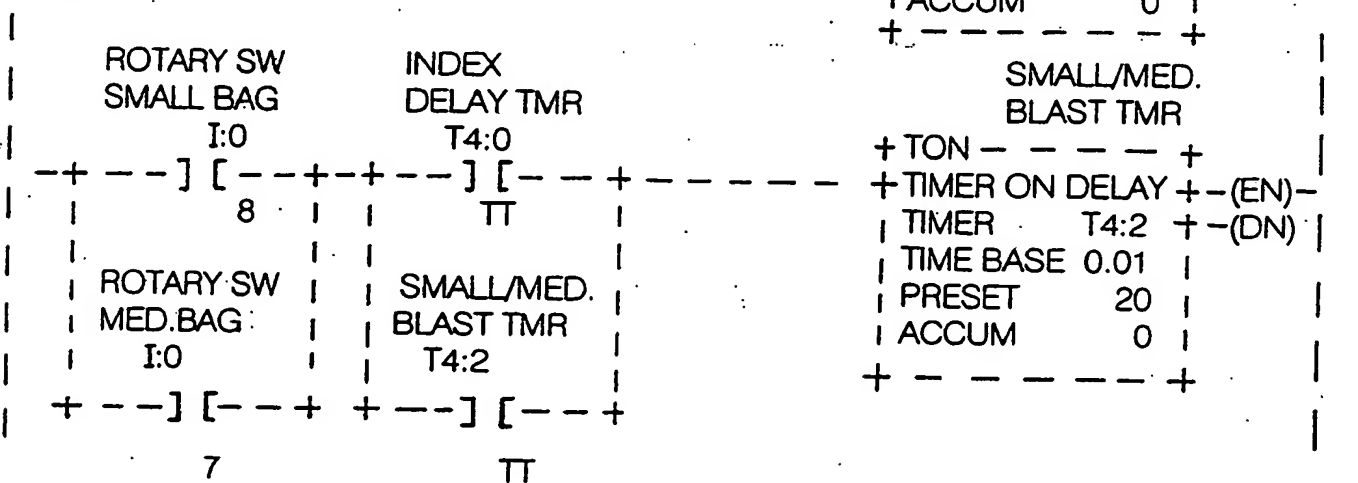 ACCUM 0
ROTARY SW INDEX
SMALL BAG DELAY TMR
I:0 T4:0
] [ ] [
8 TT
ROTARY SW SMALL/MED.
MED.BAG BLAST TMR
I:0 T4:2
] [ ] [
7 TT
SMALL/MED.
BLAST TMR
TON
TIMER ON DELAY (EN)
TIMER T4:2 (DN)
TIME BASE 0.01
PRESET 20
ACCUM 0